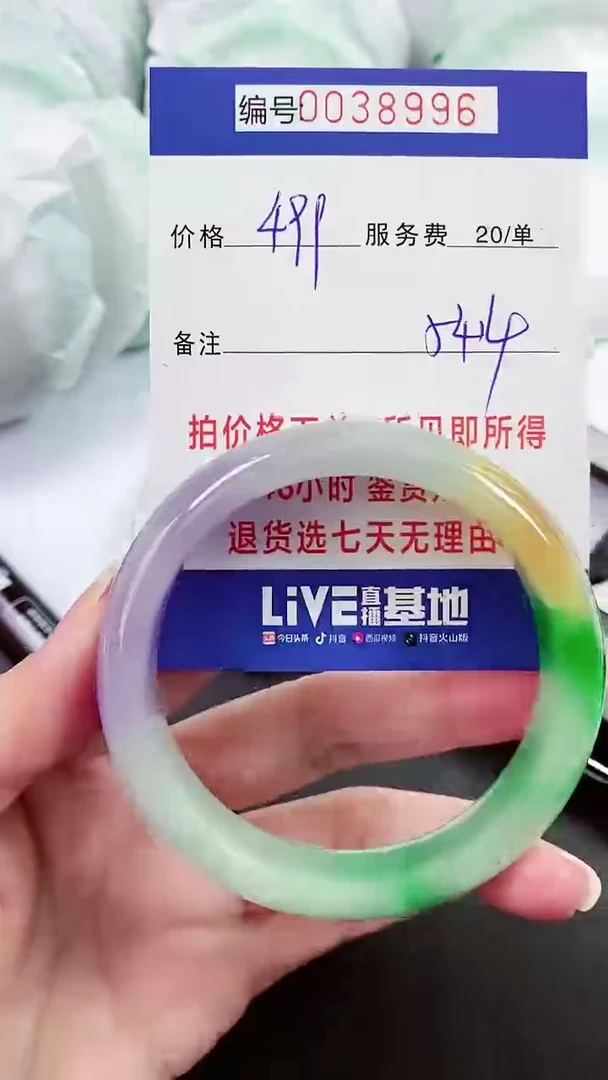 编号0038996
价格 499 服务费 20/单
备注 544
拍价格 即所得
小时 鉴赏
退货选七天无理由
LiVE直播基地
今日头条 抖音 西瓜视频 抖音火山版